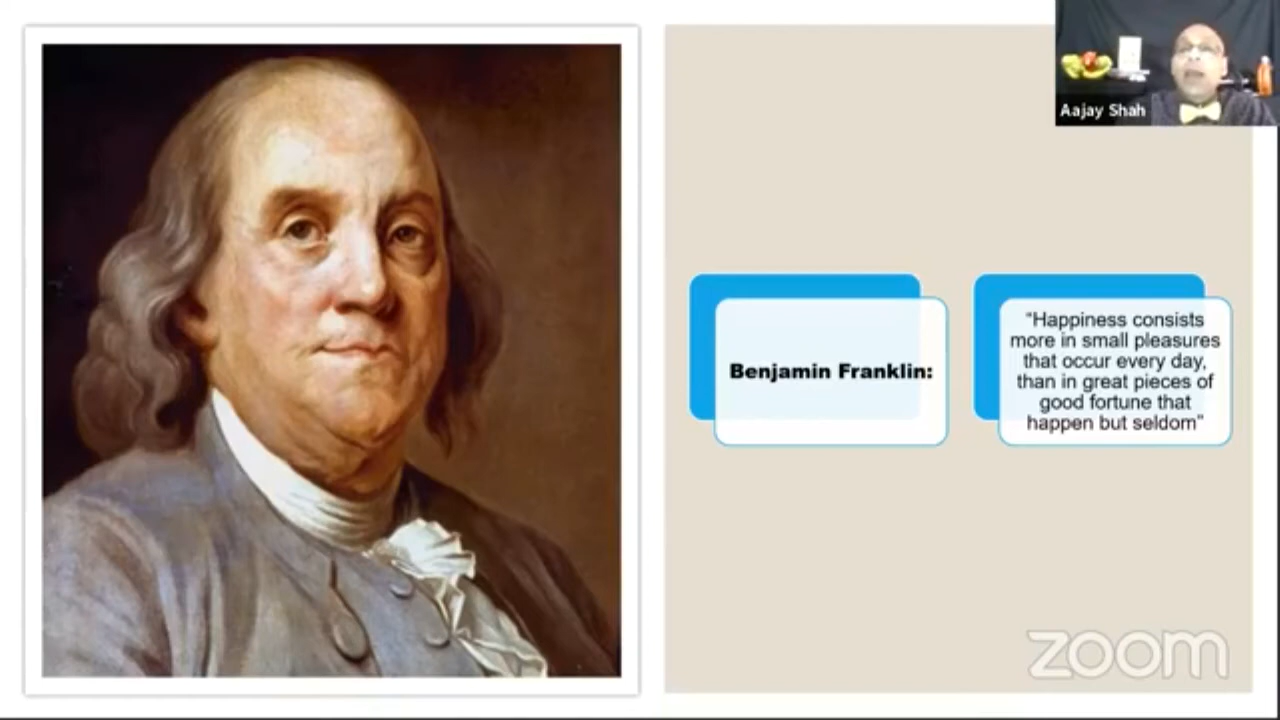 Aajay Shah
Benjamin Franklin:
“Happiness consists
more in small pleasures
that occur every day,
than in great pieces of
good fortune that
happen but seldom”
zoom